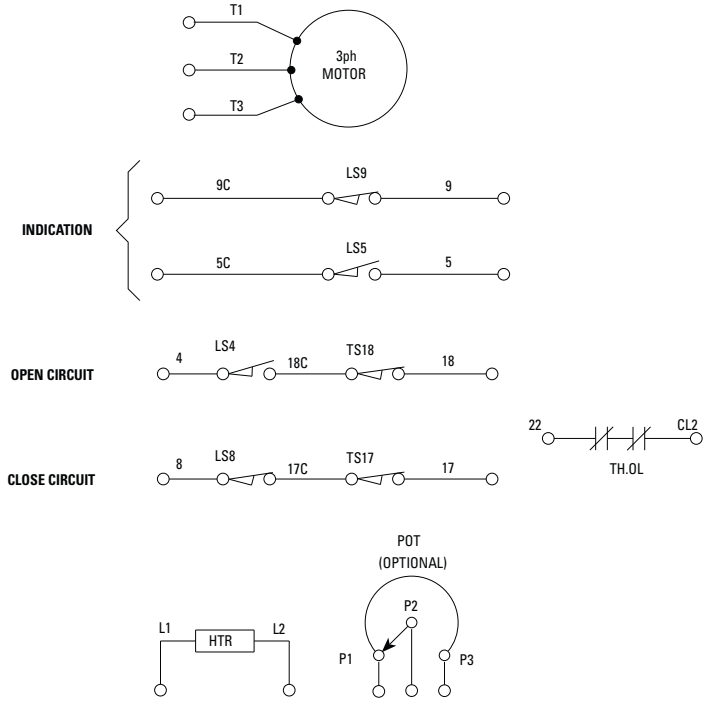 T1
T2
T3
3ph
MOTOR
INDICATION
9C
LS9
9
5C
LS5
5
OPEN CIRCUIT
4
LS4
18C
TS18
18
CLOSE CIRCUIT
8
LS8
17C
TS17
17
22
CL2
TH.OL
L1
HTR
L2
POT
(OPTIONAL)
P2
P1
P3